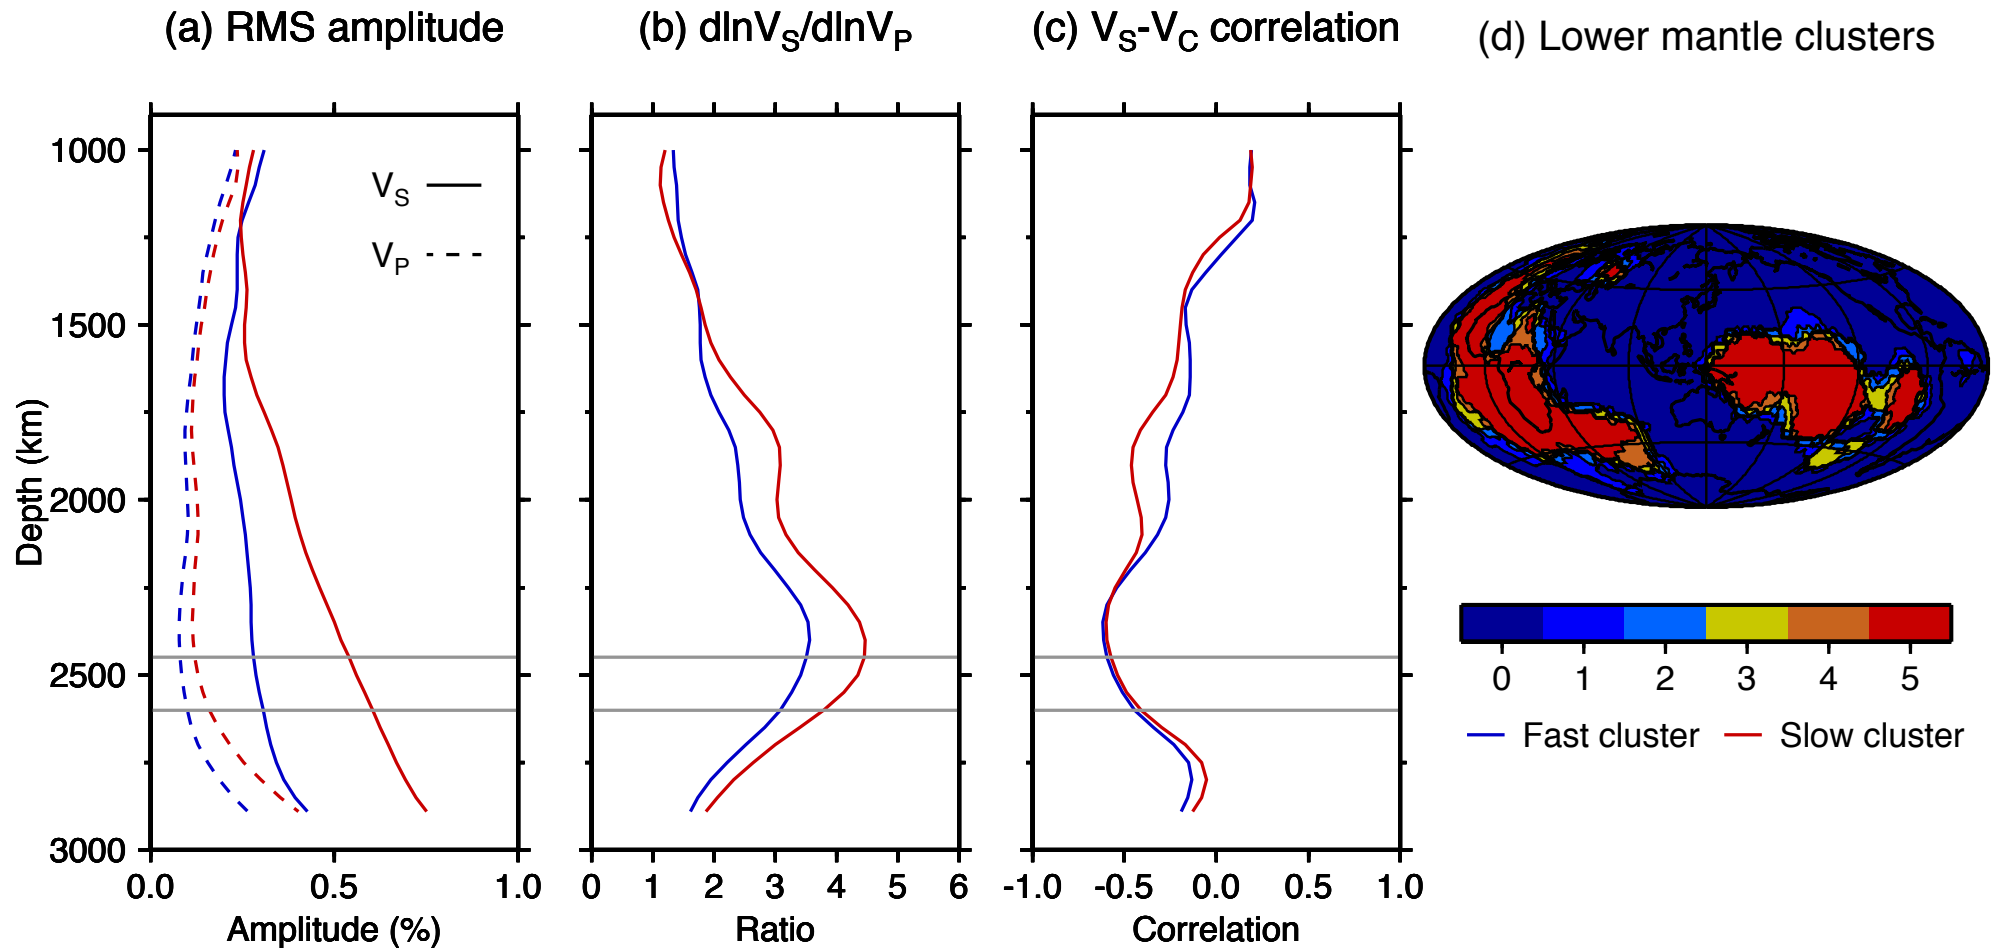 (a) RMS amplitude
(b) dlnVS/dlnVP
(c) VS-VC correlation
(d) Lower mantle clusters
Depth (km)
1000
1500
2000
2500
3000
VS
VP
0.0 0.5 1.0
Amplitude (%)
0 1 2 3 4 5 6
Ratio
-1.0 -0.5 0.0 0.5 1.0
Correlation
0 1 2 3 4 5
Fast cluster Slow cluster